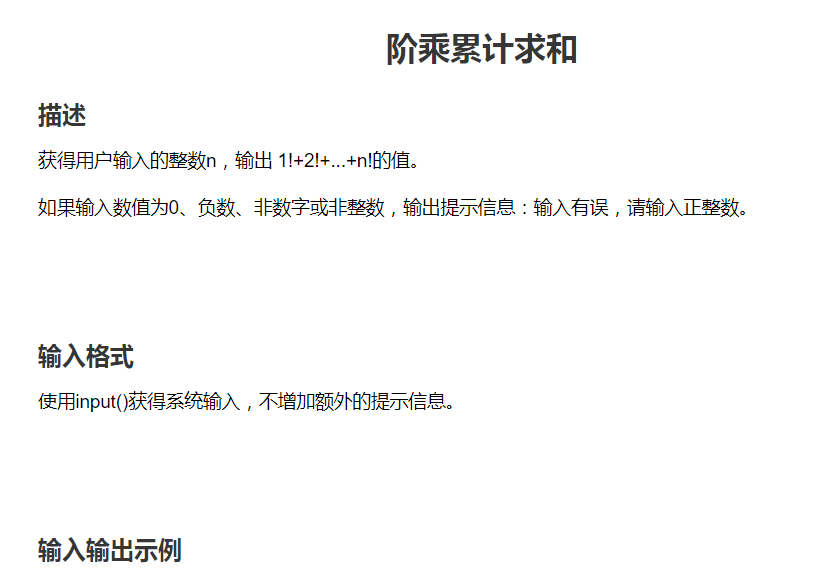 阶乘累计求和
描述
获得用户输入的整数n，输出 1!+2!+...+n!的值。
如果输入数值为0、负数、非数字或非整数，输出提示信息：输入有误，请输入正整数。
输入格式
使用input()获得系统输入，不增加额外的提示信息。
输入输出示例